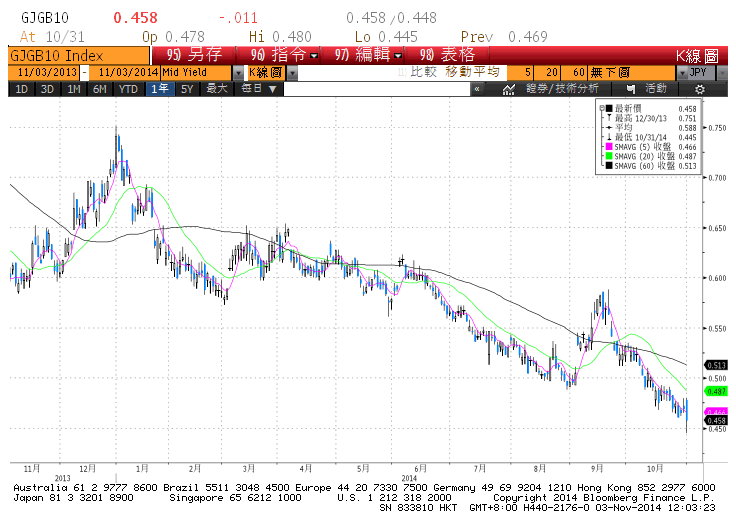 GJGB10 0.458 -.011 0.458/0.448
At 10/31 Op 0.478 Hi 0.480 Lo 0.445 Prev 0.469
GJGB10 Index 95) 另存 96) 指令 97) 編輯 98) 表格 K線圖
11/03/2013 - 11/03/2014 Mid Yield K線圖 比較 移動平均 5 20 60 無下圖 JPY
1D 3D 1M 6M YTD 1年 5Y 最大 每日 ▼ « 證券/技術分析 活動
最新價 0.458
最高 12/30/13 0.751
平均 0.588
最低 10/31/14 0.445
SMAVG (5) 收盤 0.466
SMAVG (20) 收盤 0.487
SMAVG (60) 收盤 0.513
0.750
0.700
0.650
0.600
0.550
0.513
0.500
0.487
0.466
0.458
0.450
11月 12月 1月 2月 3月 4月 5月 6月 7月 8月 9月 10月
2013 2014
Australia 61 2 9777 8600 Brazil 5511 3048 4500 Europe 44 20 7330 7500 Germany 49 69 9204 1210 Hong Kong 852 2977 6000
Japan 81 3 3201 8900 Singapore 65 6212 1000 U.S. 1 212 318 2000 Copyright 2014 Bloomberg Finance L.P.
SN 833810 HKT GMT+8:00 H440-2176-0 03-Nov-2014 12:03:23